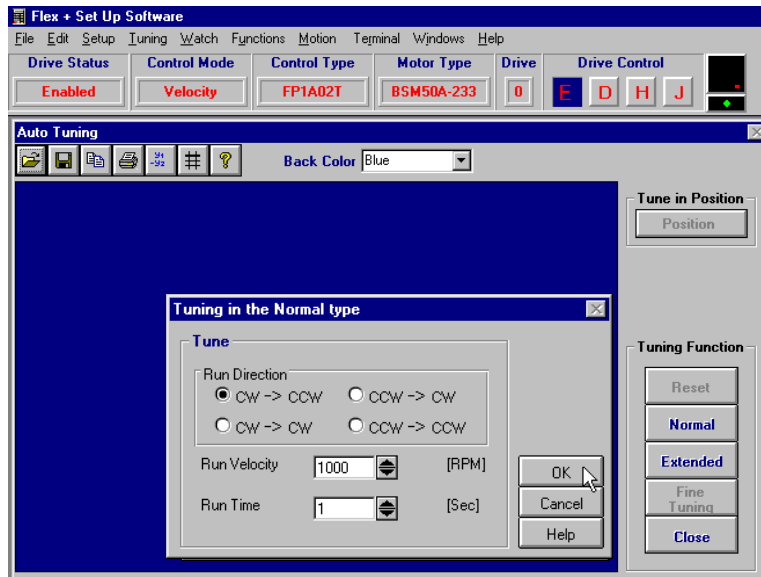 Flex + Set Up Software
File Edit Setup Tuning Watch Functions Motion Terminal Windows Help
Drive Status Control Mode Control Type Motor Type Drive Drive Control
Enabled Velocity FP1A02T BSM50A-233 0 E D H J
Auto Tuning
Y1 -Y2 ? Back Color Blue
Tune in Position
Position
Tuning in the Normal type
Tune
Run Direction
CW -> CCW CCW -> CW
CW -> CW CCW -> CCW
Run Velocity 1000 [RPM]
Run Time 1 [Sec]
OK
Cancel
Help
Tuning Function
Reset
Normal
Extended
Fine
Tuning
Close